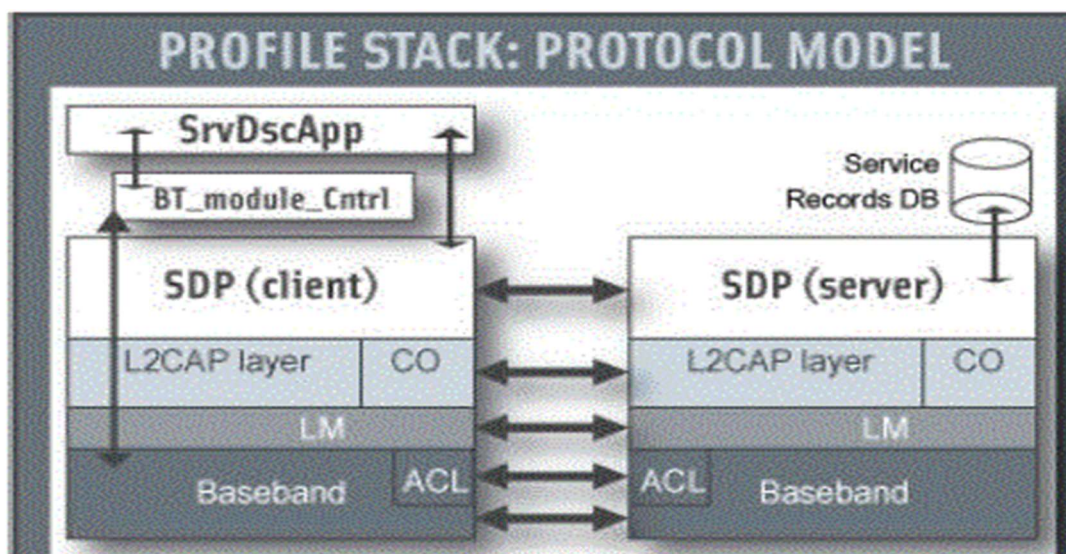 PROFILE STACK: PROTOCOL MODEL
SrvDscApp
BT_module_Cntrl
Service
Records DB
SDP (client)
SDP (server)
L2CAP layer
CO
L2CAP layer
CO
LM
LM
Baseband
ACL
ACL
Baseband